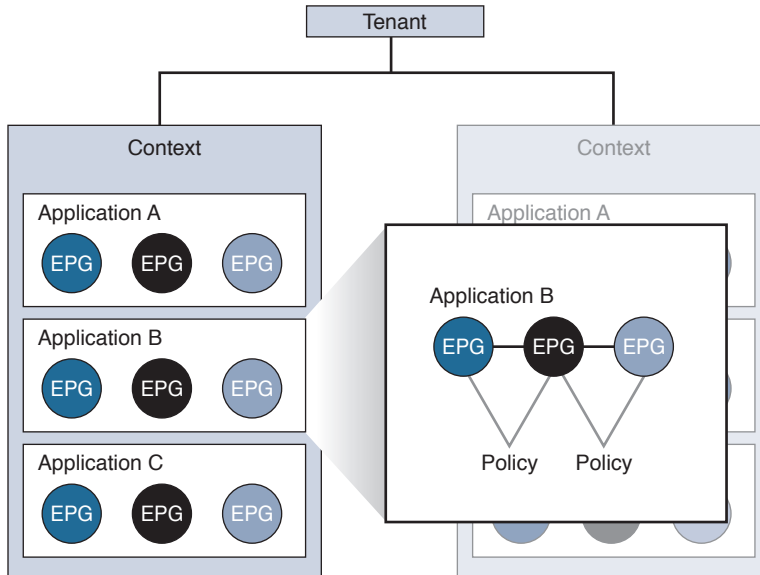 Tenant
Context
Application A
EPG EPG EPG
Application B
EPG EPG EPG
Application C
EPG EPG EPG
Context
Application A
Application B
EPG EPG EPG
Policy Policy